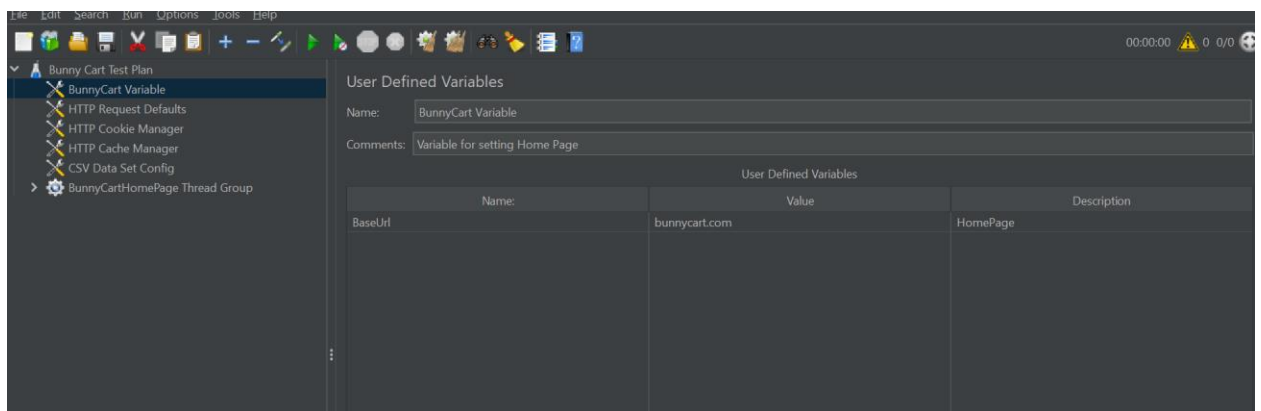 File Edit Search Run Options Tools Help
00:00:00 0 0/0
Bunny Cart Test Plan
BunnyCart Variable
HTTP Request Defaults
HTTP Cookie Manager
HTTP Cache Manager
CSV Data Set Config
BunnyCartHomePage Thread Group
User Defined Variables
Name: BunnyCart Variable
Comments: Variable for setting Home Page
User Defined Variables
Name: Value Description
BaseUrl bunnycart.com HomePage